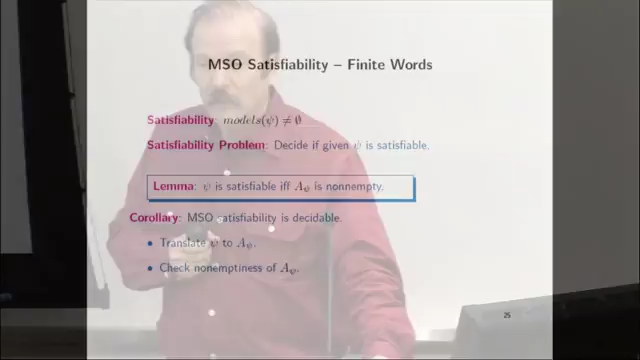 MSO Satisfiability – Finite Words
Satisfiability: models(ψ) ≠ ∅
Satisfiability Problem: Decide if given ψ is satisfiable.
Lemma: ψ is satisfiable iff A_ψ is nonempty.
Corollary: MSO satisfiability is decidable.
• Translate ψ to A_ψ.
• Check nonemptiness of A_ψ.
25